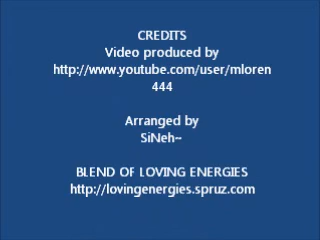 CREDITS
Video produced by
http://www.youtube.com/user/mloren
444
Arranged by
SiNeh~
BLEND OF LOVING ENERGIES
http://lovingenergies.spruz.com